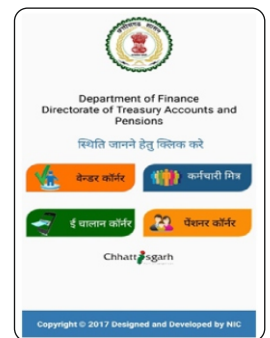 Department of Finance
Directorate of Treasury Accounts and
Pensions
स्थिति जानने हेतु क्लिक करे
वेन्डर कॉर्नर
कर्मचारी मित्र
ई चालान कॉर्नर
पेंशनर कॉर्नर
Chhattisgarh
Copyright © 2017 Designed and Developed by NIC